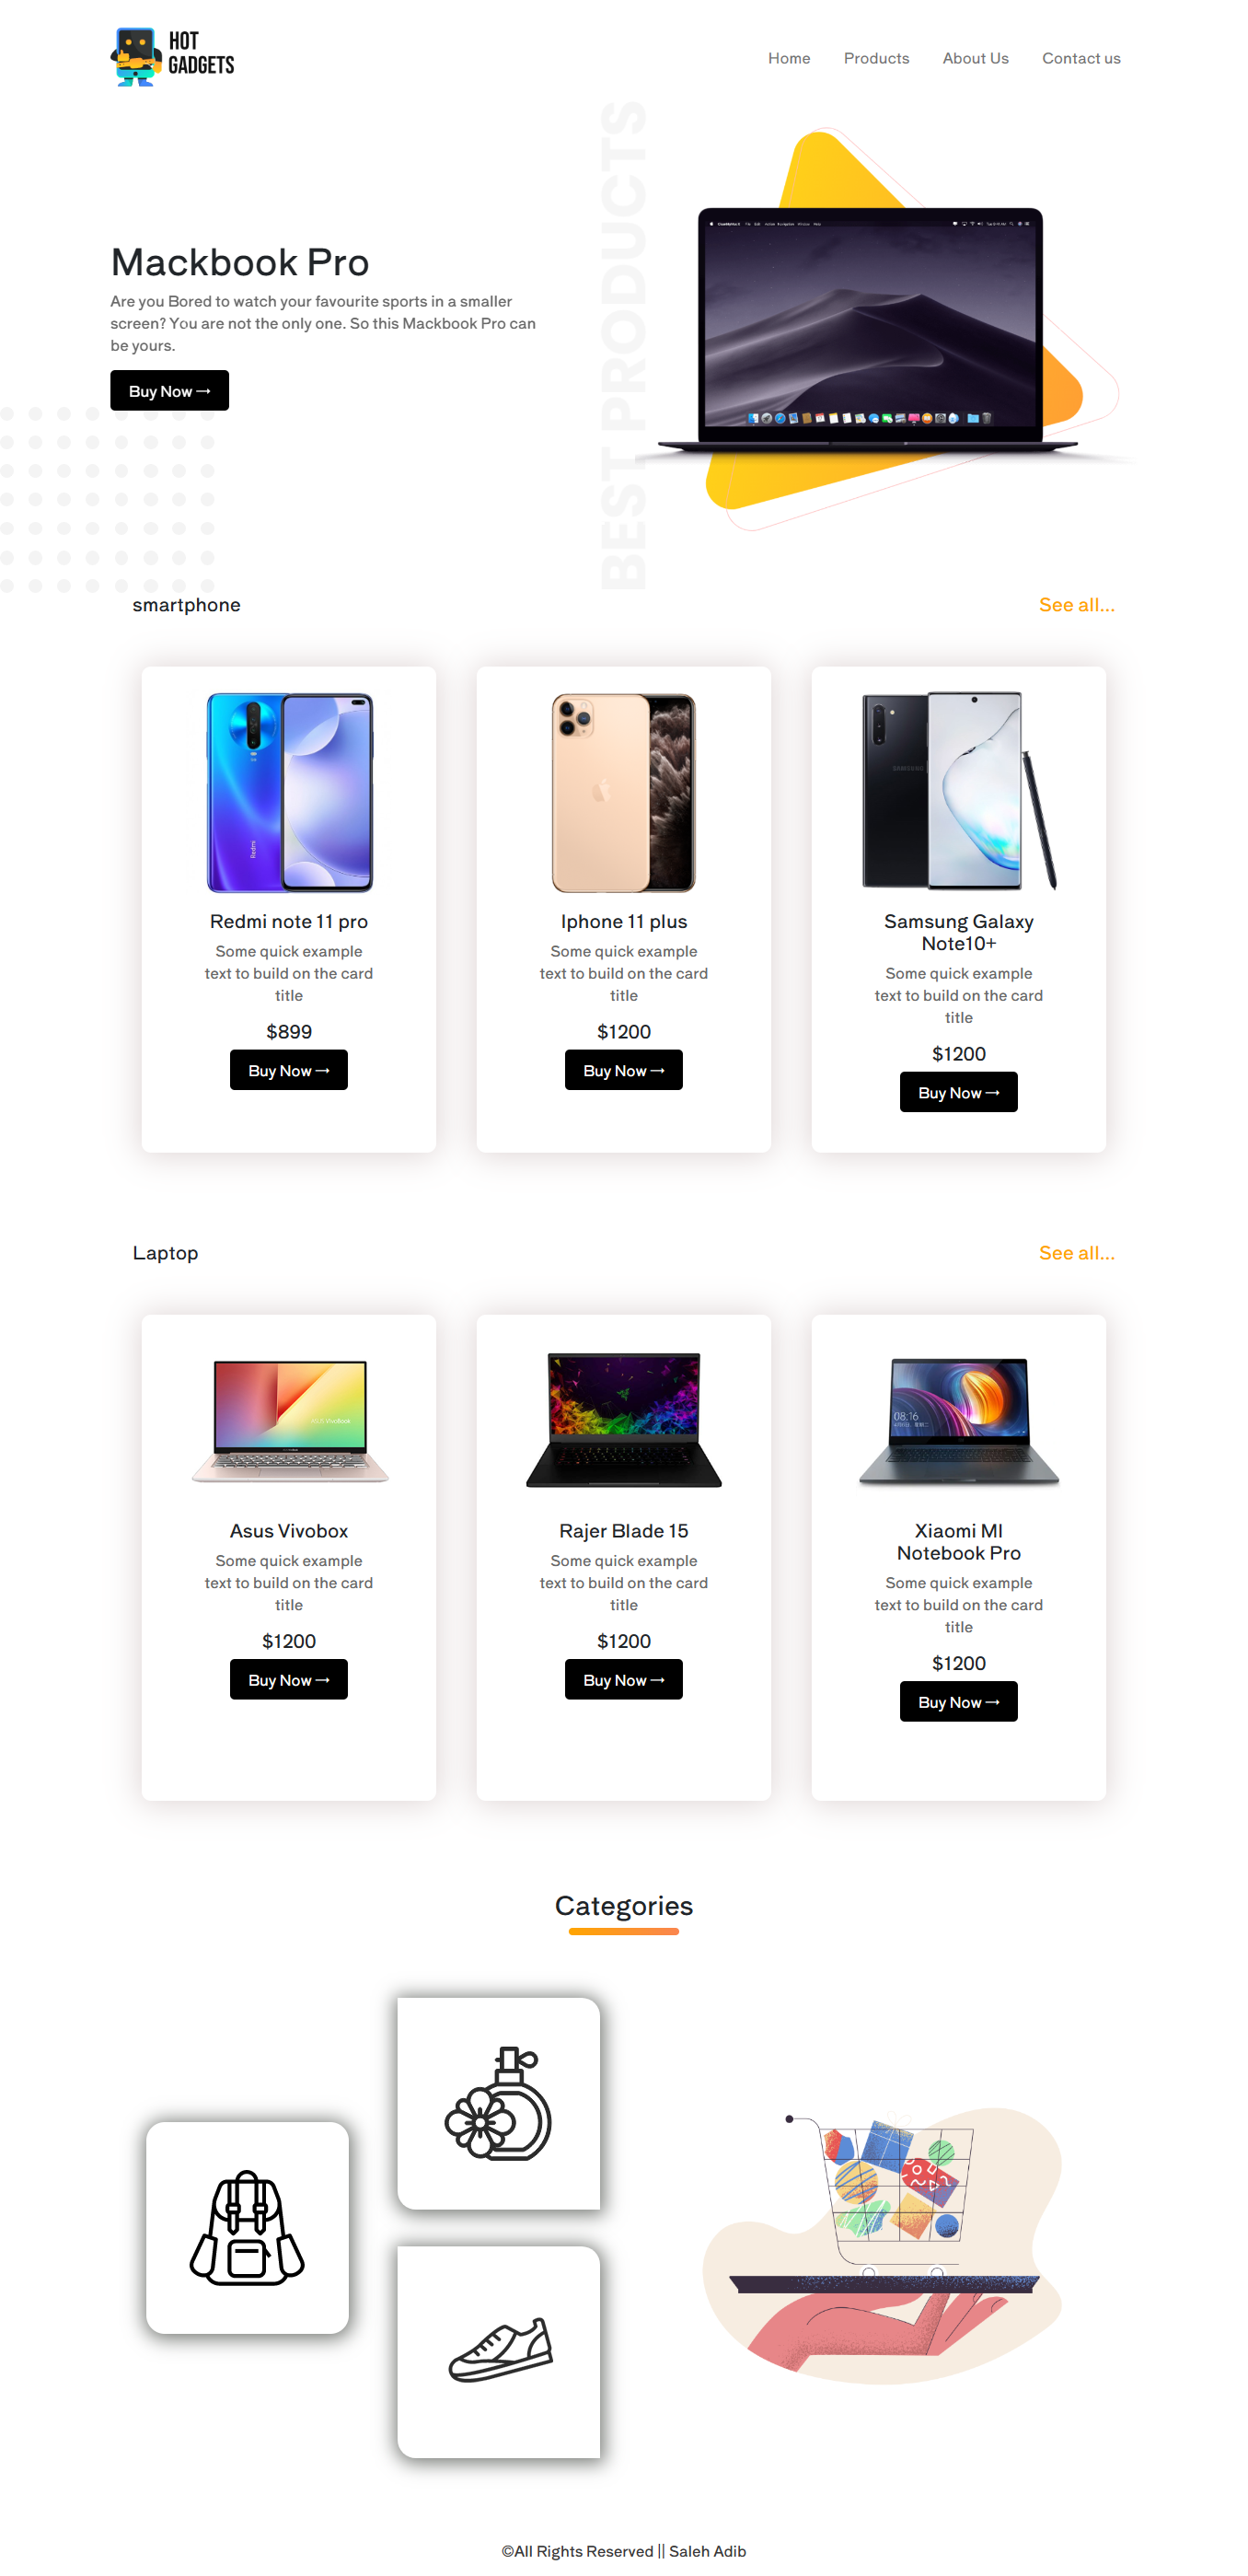 HOT
GADGETS
Home
Products
About Us
Contact us
BEST PRODUCTS
Mackbook Pro
Are you Bored to watch your favourite sports in a smaller
screen? You are not the only one. So this Mackbook Pro can
be yours.
Buy Now →
smartphone
See all...
Redmi
SAMSUNG
Redmi note 11 pro
Some quick example
text to build on the card
title
$899
Buy Now →
Iphone 11 plus
Some quick example
text to build on the card
title
$1200
Buy Now →
Samsung Galaxy
Note10+
Some quick example
text to build on the card
title
$1200
Buy Now →
Laptop
See all...
ASUS VivoBook
08:16
Asus Vivobox
Some quick example
text to build on the card
title
$1200
Buy Now →
Rajer Blade 15
Some quick example
text to build on the card
title
$1200
Buy Now →
Xiaomi MI
Notebook Pro
Some quick example
text to build on the card
title
$1200
Buy Now →
Categories
©All Rights Reserved || Saleh Adib